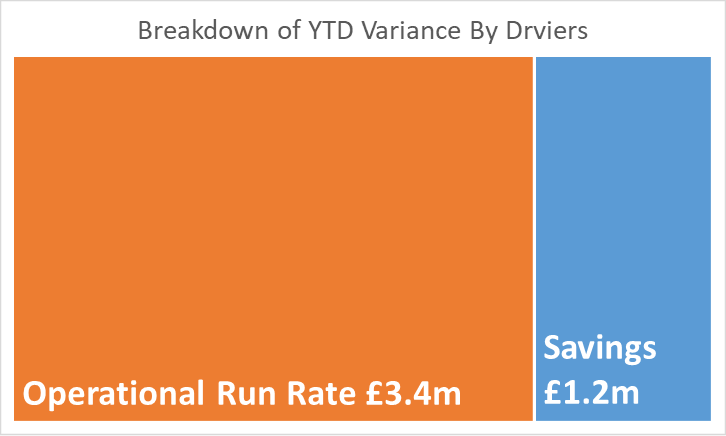 Breakdown of YTD Variance By Drviers
Operational Run Rate £3.4m
Savings
£1.2m